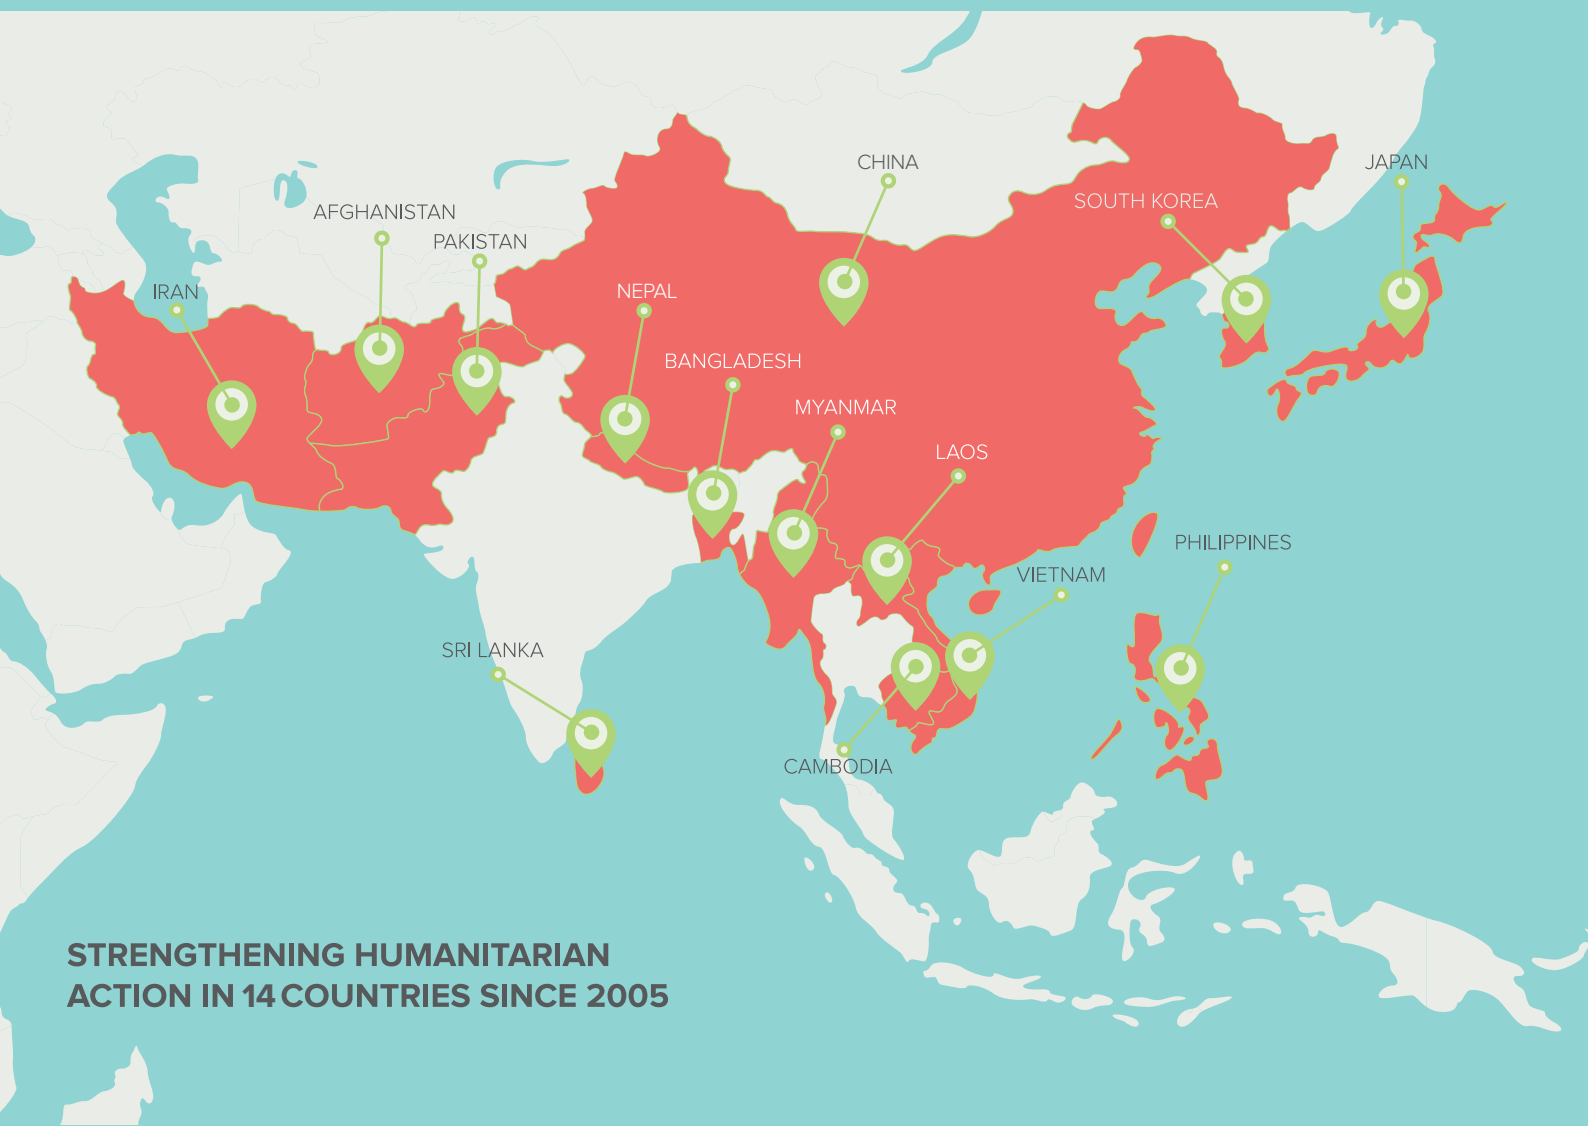 CHINA
JAPAN
SOUTH KOREA
AFGHANISTAN
PAKISTAN
IRAN
NEPAL
BANGLADESH
MYANMAR
LAOS
PHILIPPINES
VIETNAM
SRI LANKA
CAMBODIA
STRENGTHENING HUMANITARIAN
ACTION IN 14 COUNTRIES SINCE 2005